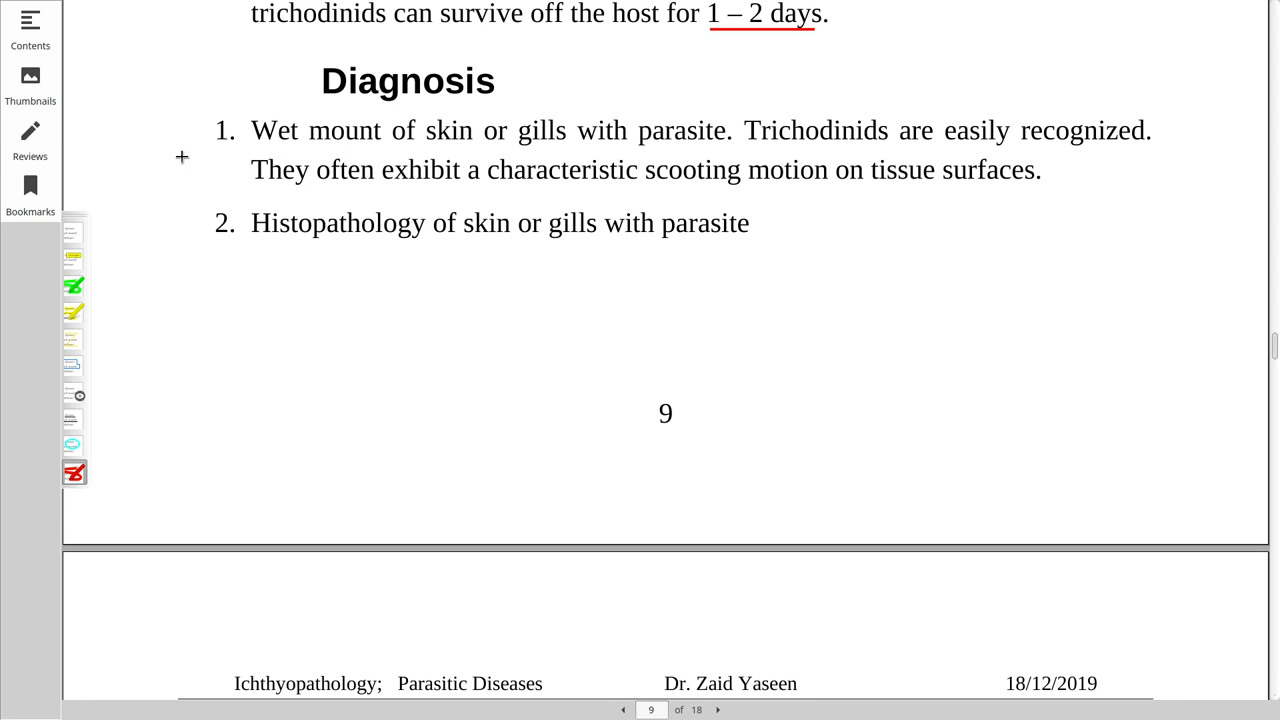 Contents
Thumbnails
Reviews
Bookmarks
trichodinids can survive off the host for 1 – 2 days.
Diagnosis
1. Wet mount of skin or gills with parasite. Trichodinids are easily recognized.
They often exhibit a characteristic scooting motion on tissue surfaces.
2. Histopathology of skin or gills with parasite
9
Ichthyopathology; Parasitic Diseases Dr. Zaid Yaseen 18/12/2019
9 of 18